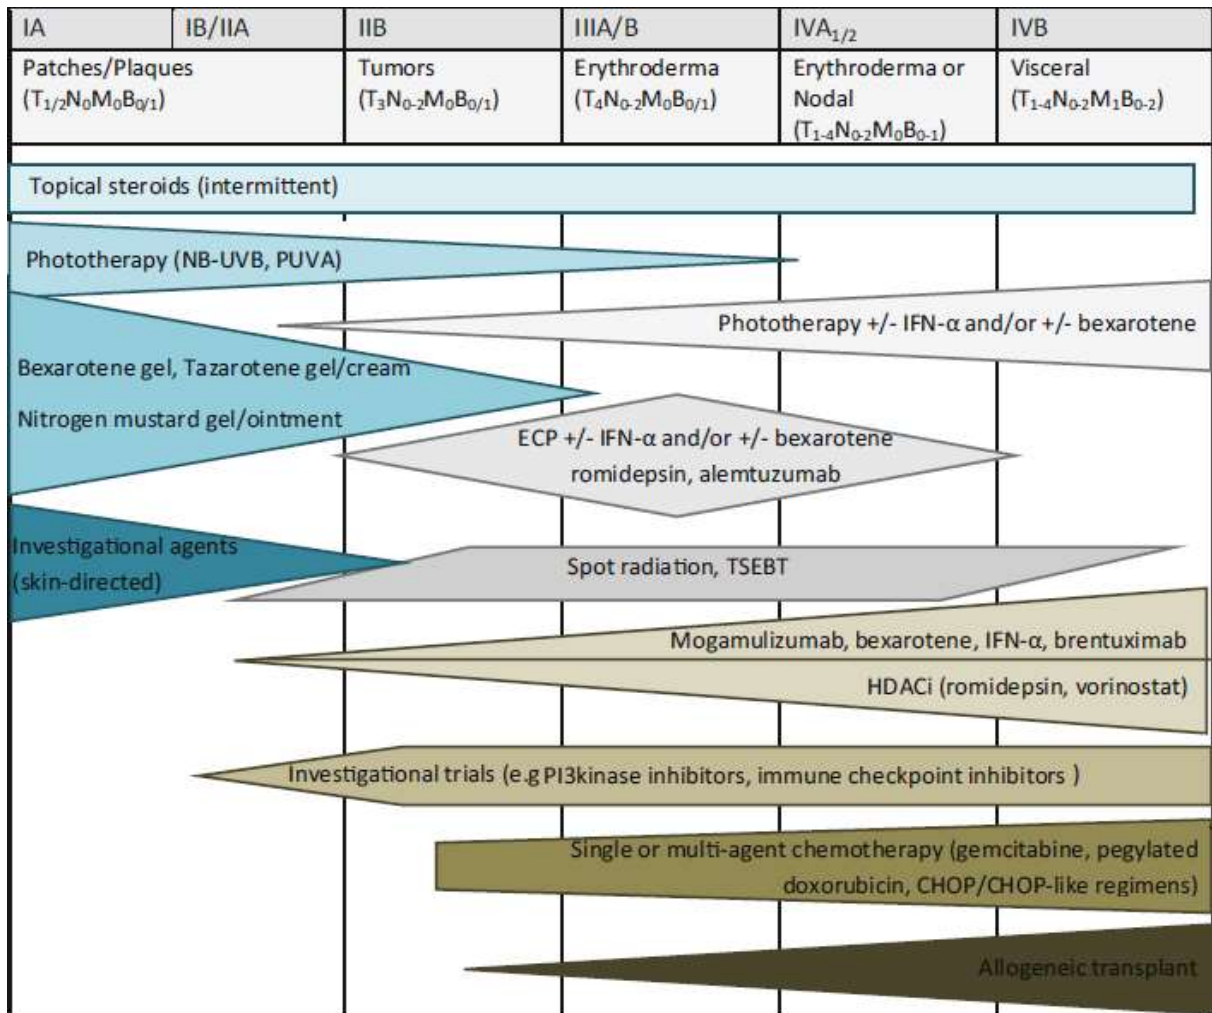 IA IB/IIA IIB IIIA/B IVA1/2 IVB
Patches/Plaques
(T1/2N0M0B0/1)
Tumors
(T3N0-2M0B0/1)
Erythroderma
(T4N0-2M0B0/1)
Erythroderma or
Nodal
(T1-4N0-2M0B0-1)
Visceral
(T1-4N0-2M1B0-2)
Topical steroids (intermittent)
Phototherapy (NB-UVB, PUVA)
Phototherapy +/- IFN-α and/or +/- bexarotene
Bexarotene gel, Tazarotene gel/cream
Nitrogen mustard gel/ointment
ECP +/- IFN-α and/or +/- bexarotene
romidepsin, alemtuzumab
Investigational agents
(skin-directed)
Spot radiation, TSEBT
Mogamulizumab, bexarotene, IFN-α, brentuximab
HDACi (romidepsin, vorinostat)
Investigational trials (e.g PI3kinase inhibitors, immune checkpoint inhibitors )
Single or multi-agent chemotherapy (gemcitabine, pegylated
doxorubicin, CHOP/CHOP-like regimens)
Allogeneic transplant